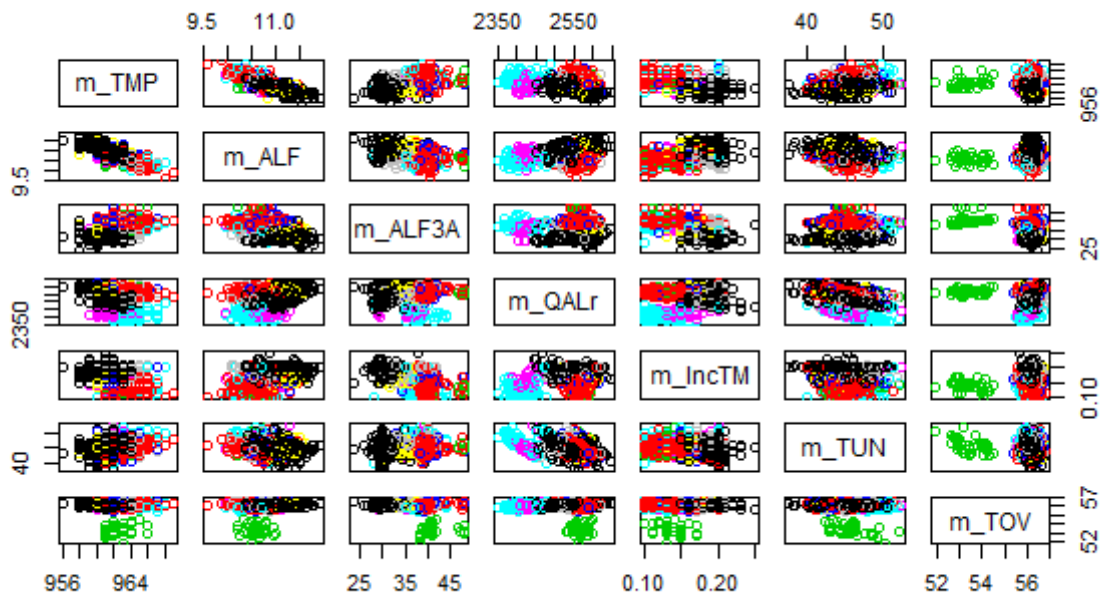 9.5 11.0 2350 2550 40 50
m_TMP 956
9.5 m_ALF
m_ALF3A 25
2350 m_QALr
m_IncTM 0.10
40 m_TUN
m_TOV 52 57
956 964 25 35 45 0.10 0.20 52 54 56